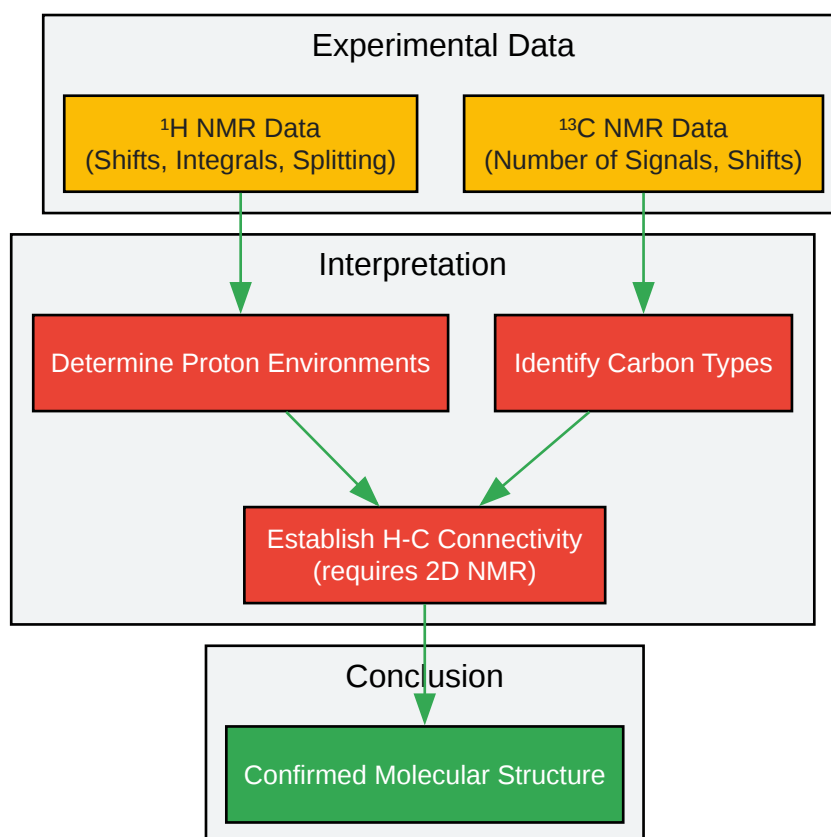 Experimental Data
¹H NMR Data
(Shifts, Integrals, Splitting)
¹³C NMR Data
(Number of Signals, Shifts)
Interpretation
Determine Proton Environments
Identify Carbon Types
Establish H-C Connectivity
(requires 2D NMR)
Conclusion
Confirmed Molecular Structure